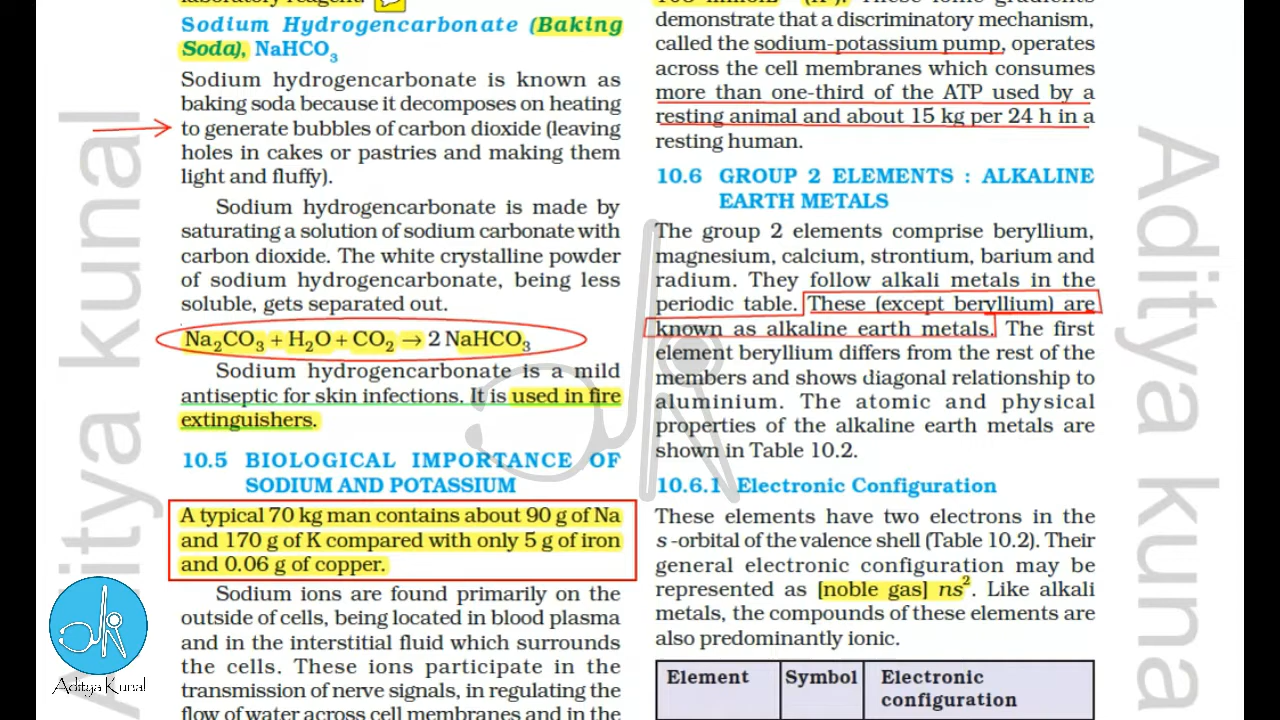 laboratory reagent.
Sodium Hydrogencarbonate (Baking
Soda), NaHCO3
Sodium hydrogencarbonate is known as
baking soda because it decomposes on heating
to generate bubbles of carbon dioxide (leaving
holes in cakes or pastries and making them
light and fluffy).
Sodium hydrogencarbonate is made by
saturating a solution of sodium carbonate with
carbon dioxide. The white crystalline powder
of sodium hydrogencarbonate, being less
soluble, gets separated out.
Na2CO3 + H2O + CO2 → 2 NaHCO3
Sodium hydrogencarbonate is a mild
antiseptic for skin infections. It is used in fire
extinguishers.
10.5 BIOLOGICAL IMPORTANCE OF
SODIUM AND POTASSIUM
A typical 70 kg man contains about 90 g of Na
and 170 g of K compared with only 5 g of iron
and 0.06 g of copper.
Sodium ions are found primarily on the
outside of cells, being located in blood plasma
and in the interstitial fluid which surrounds
the cells. These ions participate in the
transmission of nerve signals, in regulating the
flow of water across cell membranes and in the
demonstrate that a discriminatory mechanism,
called the sodium-potassium pump, operates
across the cell membranes which consumes
more than one-third of the ATP used by a
resting animal and about 15 kg per 24 h in a
resting human.
10.6 GROUP 2 ELEMENTS : ALKALINE
EARTH METALS
The group 2 elements comprise beryllium,
magnesium, calcium, strontium, barium and
radium. They follow alkali metals in the
periodic table. These (except beryllium) are
known as alkaline earth metals. The first
element beryllium differs from the rest of the
members and shows diagonal relationship to
aluminium. The atomic and physical
properties of the alkaline earth metals are
shown in Table 10.2.
10.6.1 Electronic Configuration
These elements have two electrons in the
s-orbital of the valence shell (Table 10.2). Their
general electronic configuration may be
represented as [noble gas] ns2. Like alkali
metals, the compounds of these elements are
also predominantly ionic.
Element Symbol Electronic
configuration
Aditya Kunal
Aditya kunal
Aditya kuna